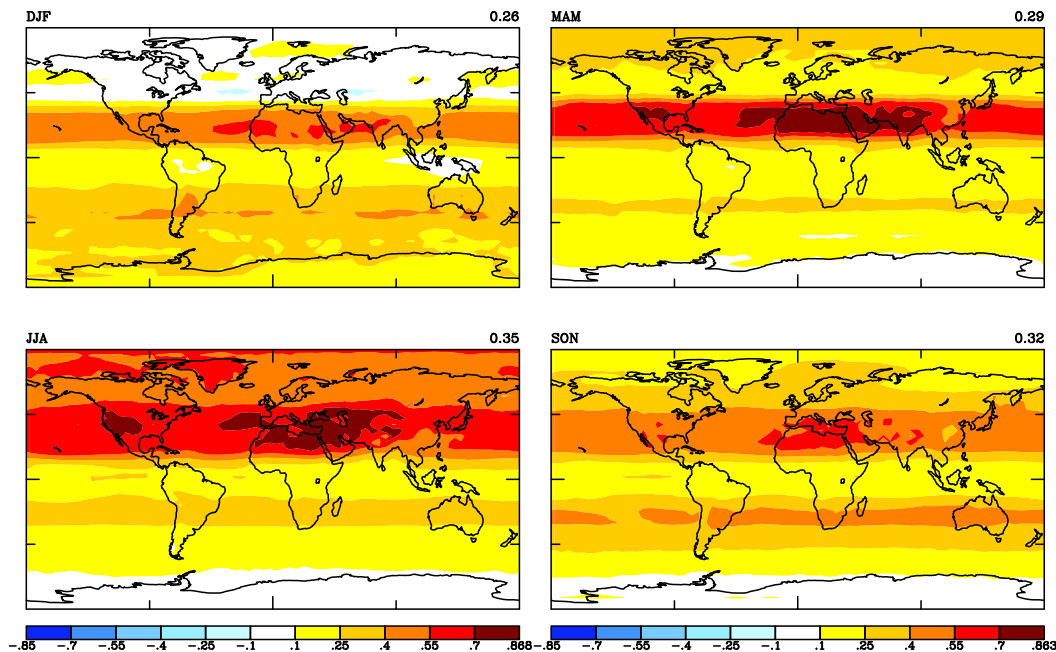 DJF 0.26 MAM 0.29
JJA 0.35 SON 0.32
-.85 -.7 -.55 -.4 -.25 -.1 .1 .25 .4 .55 .7 .868 -.85 -.7 -.55 -.4 -.25 -.1 .1 .25 .4 .55 .7 .863